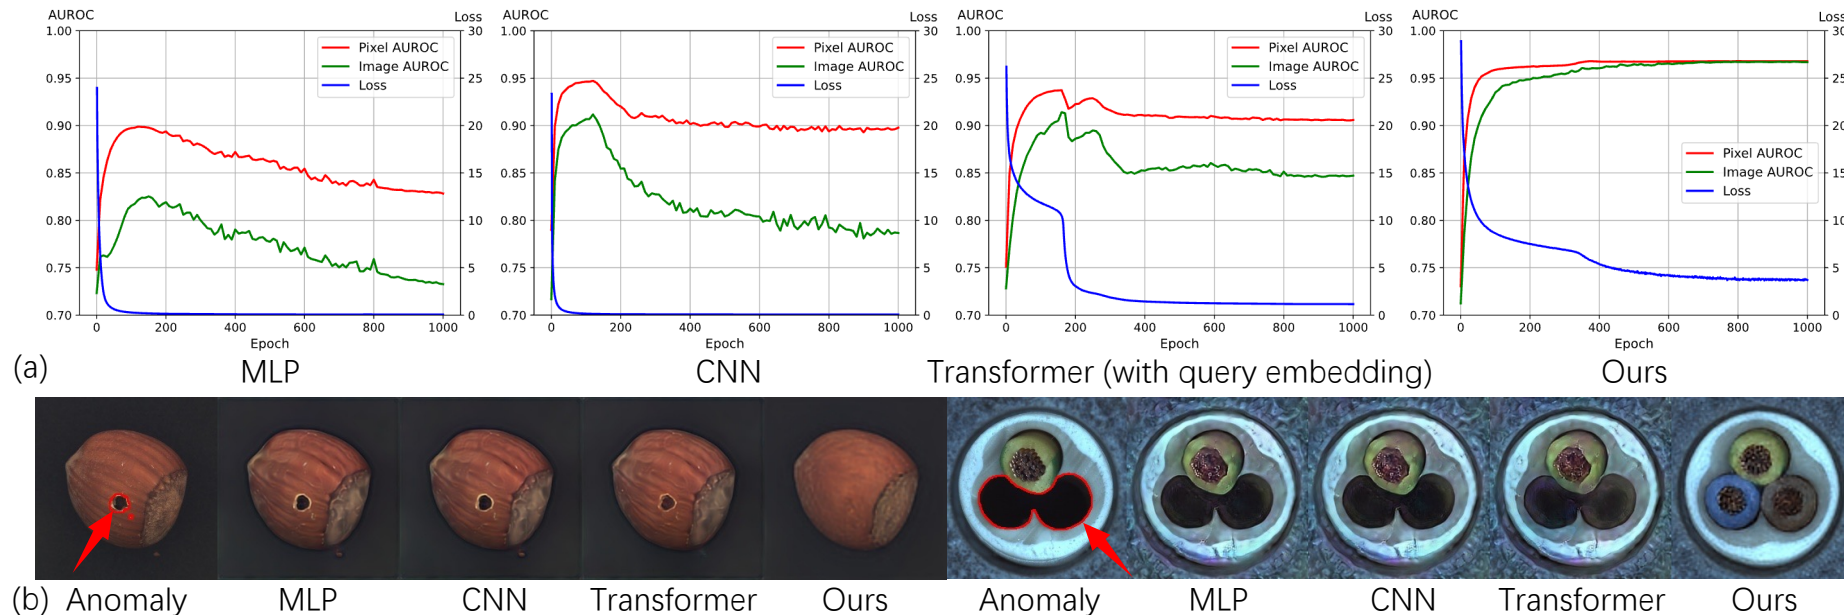 AUROC Loss AUROC Loss AUROC Loss AUROC Loss
1.00 30 1.00 30 1.00 30 1.00 30
Pixel AUROC Pixel AUROC Pixel AUROC
Image AUROC Image AUROC Image AUROC
Loss Loss Loss
0.95 25 0.95 25 0.95 25 0.95 25
0.90 20 0.90 20 0.90 20 0.90 20
Pixel AUROC
Image AUROC
Loss
0.85 15 0.85 15 0.85 15 0.85 15
0.80 10 0.80 10 0.80 10 0.80 10
0.75 5 0.75 5 0.75 5 0.75 5
0.70 0 0.70 0 0.70 0 0.70 0
0 200 400 600 800 1000 0 200 400 600 800 1000 0 200 400 600 800 1000 0 200 400 600 800 1000
Epoch Epoch Epoch Epoch
(a) MLP CNN Transformer (with query embedding) Ours
(b) Anomaly MLP CNN Transformer Ours Anomaly MLP CNN Transformer Ours